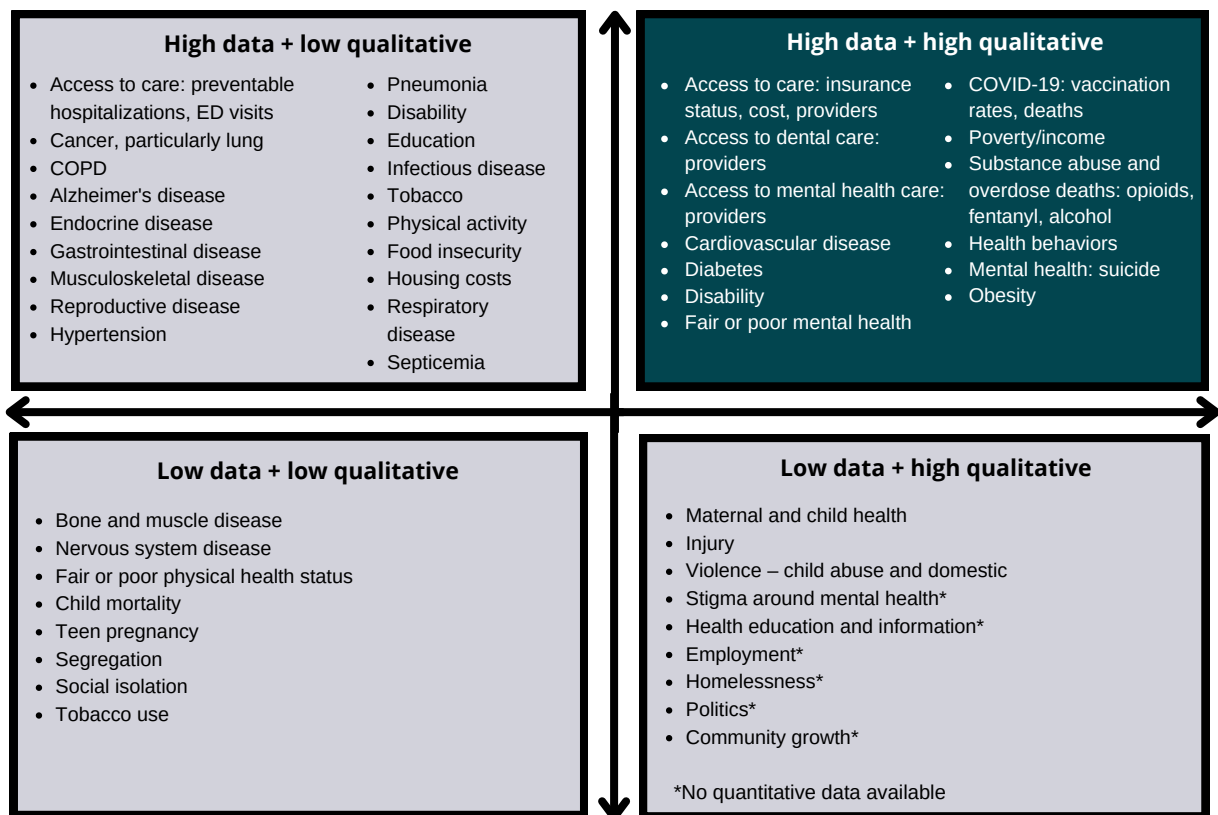 High data + low qualitative
• Access to care: preventable
hospitalizations, ED visits
• Cancer, particularly lung
• COPD
• Alzheimer's disease
• Endocrine disease
• Gastrointestinal disease
• Musculoskeletal disease
• Reproductive disease
• Hypertension
• Pneumonia
• Disability
• Education
• Infectious disease
• Tobacco
• Physical activity
• Food insecurity
• Housing costs
• Respiratory
disease
• Septicemia
High data + high qualitative
• Access to care: insurance
status, cost, providers
• Access to dental care:
providers
• Access to mental health care:
providers
• Cardiovascular disease
• Diabetes
• Disability
• Fair or poor mental health
• COVID-19: vaccination
rates, deaths
• Poverty/income
• Substance abuse and
overdose deaths: opioids,
fentanyl, alcohol
• Health behaviors
• Mental health: suicide
• Obesity
Low data + low qualitative
• Bone and muscle disease
• Nervous system disease
• Fair or poor physical health status
• Child mortality
• Teen pregnancy
• Segregation
• Social isolation
• Tobacco use
Low data + high qualitative
• Maternal and child health
• Injury
• Violence – child abuse and domestic
• Stigma around mental health*
• Health education and information*
• Employment*
• Homelessness*
• Politics*
• Community growth*
*No quantitative data available